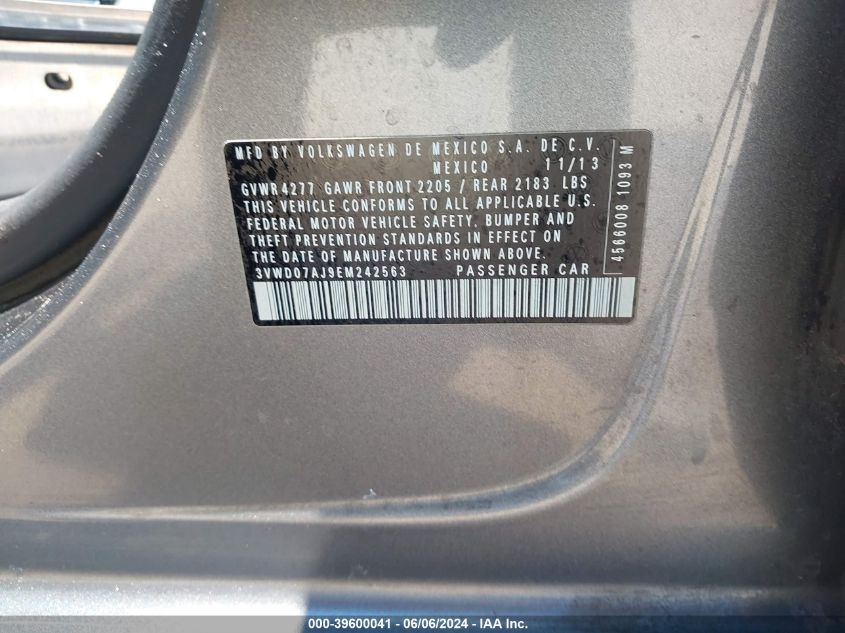 MFD BY VOLKSWAGEN DE MEXICO S.A. DE C.V.
MEXICO 11/13
GVWR 4277 GAWR FRONT 2205 / REAR 2183 LBS
THIS VEHICLE CONFORMS TO ALL APPLICABLE U.S.
FEDERAL MOTOR VEHICLE SAFETY, BUMPER AND
THEFT PREVENTION STANDARDS IN EFFECT ON
THE DATE OF MANUFACTURE SHOWN ABOVE.
3VWD07AJ9EM242563 PASSENGER CAR
4566008 1093 M
000-39600041 - 06/06/2024 - IAA Inc.